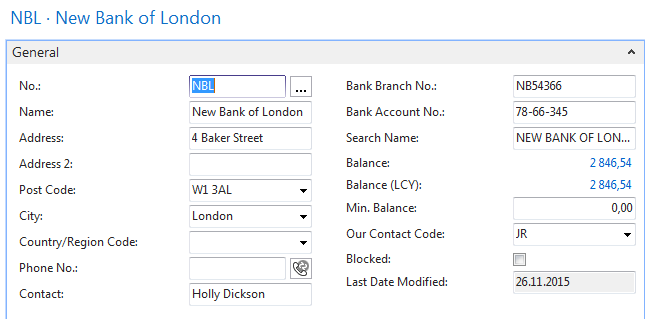 NBL · New Bank of London
General
No.: NBL ...
Name: New Bank of London
Address: 4 Baker Street
Address 2:
Post Code: W1 3AL
City: London
Country/Region Code:
Phone No.:
Contact: Holly Dickson
Bank Branch No.: NB54366
Bank Account No.: 78-66-345
Search Name: NEW BANK OF LON...
Balance: 2 846,54
Balance (LCY): 2 846,54
Min. Balance: 0,00
Our Contact Code: JR
Blocked:
Last Date Modified: 26.11.2015